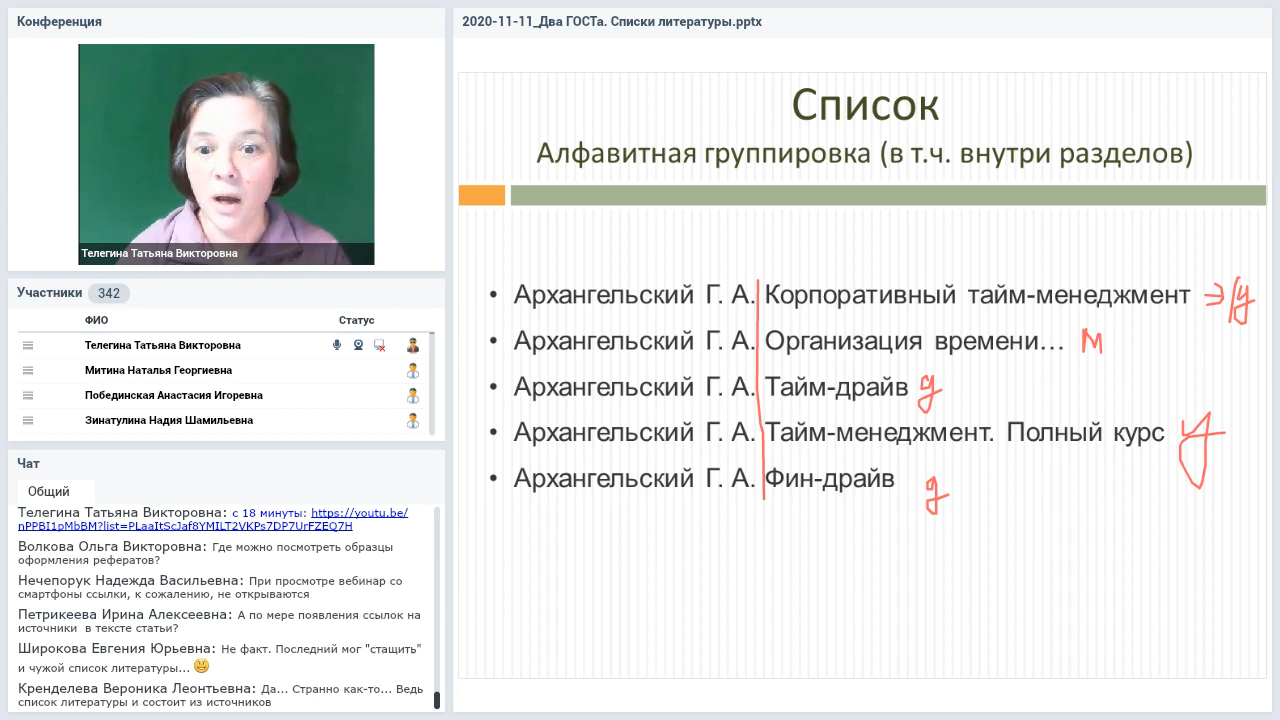 Конференция
Телегина Татьяна Викторовна
Участники 342
ФИО Статус
Телегина Татьяна Викторовна
Митина Наталья Георгиевна
Побединская Анастасия Игоревна
Зинатулина Надия Шамильевна
Чат
Общий
Телегина Татьяна Викторовна: с 18 минуты: https://youtu.be/
nPPBI1pMbBM?list=PLaaItScJaf8YMILT2VKPs7DP7UrFZEQ7H
Волкова Ольга Викторовна: Где можно посмотреть образцы
оформления рефератов?
Нечепорук Надежда Васильевна: При просмотре вебинар со
смартфоны ссылки, к сожалению, не открываются
Петрикеева Ирина Алексеевна: А по мере появления ссылок на
источники в тексте статьи?
Широкова Евгения Юрьевна: Не факт. Последний мог "стащить"
и чужой список литературы...
Кренделева Вероника Леонтьевна: Да... Странно как-то... Ведь
список литературы и состоит из источников
2020-11-11_Два ГОСТа. Списки литературы.pptx
Список
Алфавитная группировка (в т.ч. внутри разделов)
• Архангельский Г. А. Корпоративный тайм-менеджмент
• Архангельский Г. А. Организация времени… м
• Архангельский Г. А. Тайм-драйв
• Архангельский Г. А. Тайм-менеджмент. Полный курс
• Архангельский Г. А. Фин-драйв